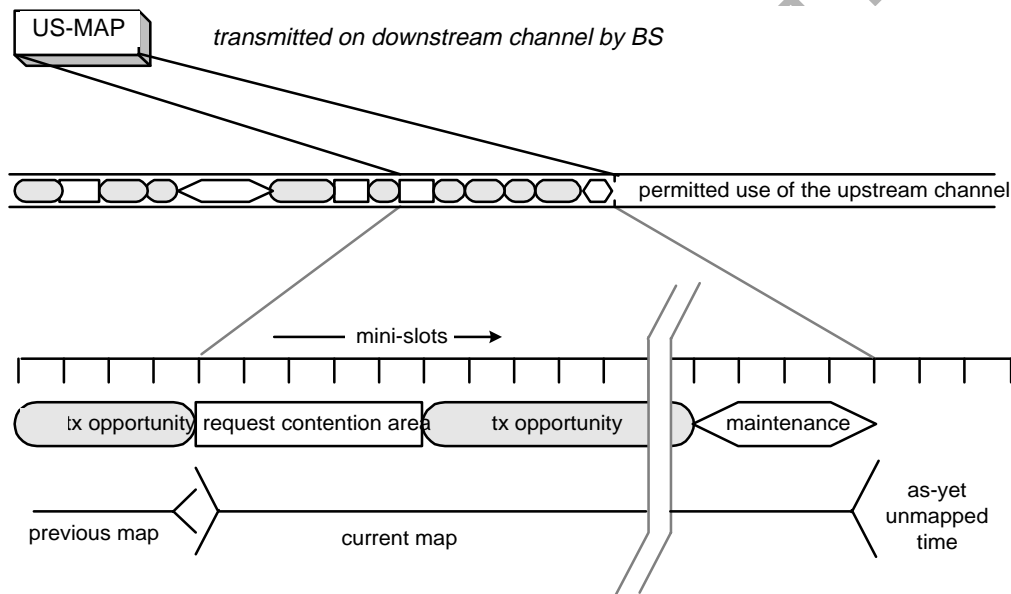 US-MAP
transmitted on downstream channel by BS
permitted use of the upstream channel
mini-slots
tx opportunity
request contention area
tx opportunity
maintenance
previous map
current map
as-yet
unmapped
time